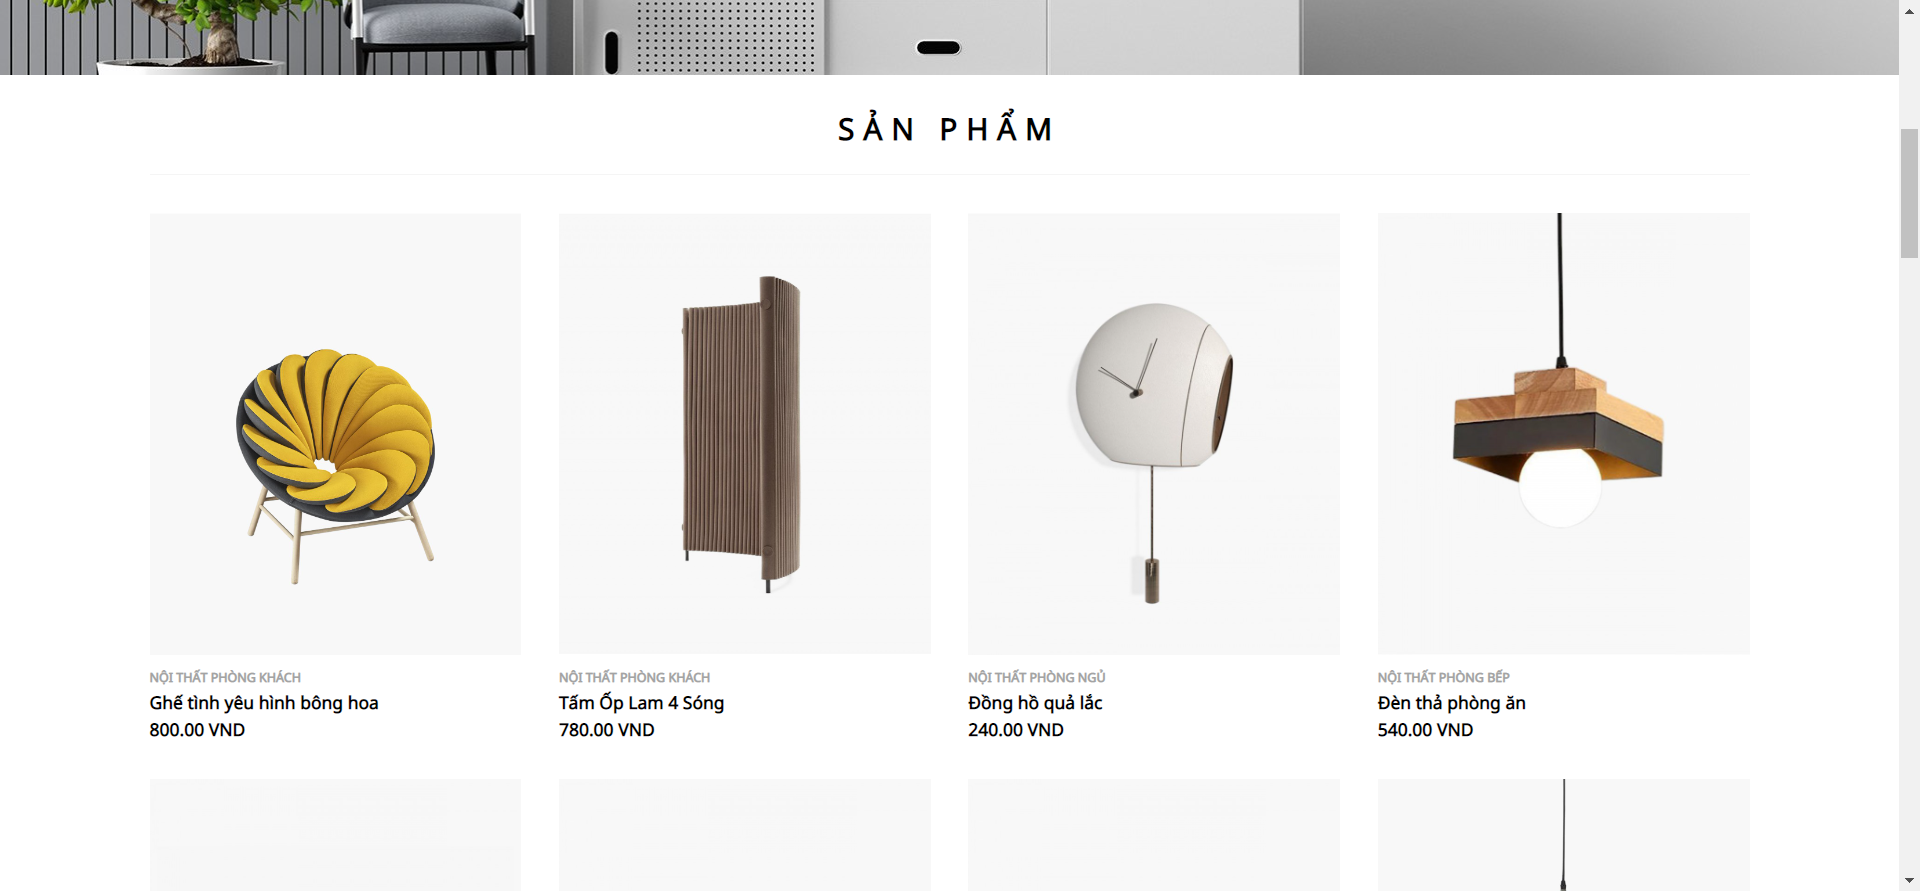 SẢN PHẨM
NỘI THẤT PHÒNG KHÁCH
Ghế tình yêu hình bông hoa
800.00 VND
NỘI THẤT PHÒNG KHÁCH
Tấm Ốp Lam 4 Sóng
780.00 VND
NỘI THẤT PHÒNG NGỦ
Đồng hồ quả lắc
240.00 VND
NỘI THẤT PHÒNG BẾP
Đèn thả phòng ăn
540.00 VND